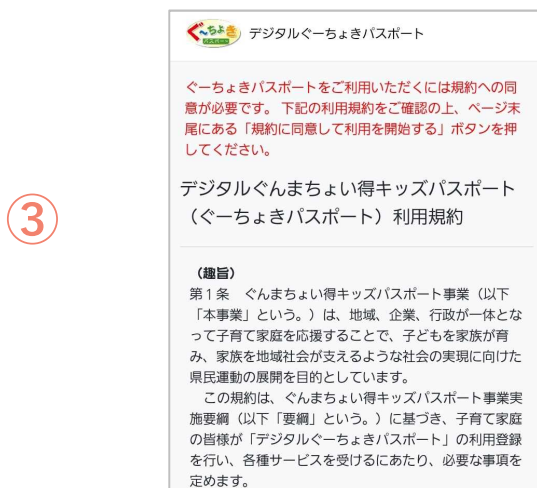 ぐーちょき
パスポート
デジタルぐーちょきパスポート
ぐーちょきパスポートをご利用いただくには規約への同
意が必要です。 下記の利用規約をご確認の上、ページ末
尾にある「規約に同意して利用を開始する」ボタンを押
してください。
③
デジタルぐんまちょい得キッズパスポート
（ぐーちょきパスポート）利用規約
（趣旨）
第１条　ぐんまちょい得キッズパスポート事業（以下
「本事業」という。）は、地域、企業、行政が一体とな
って子育て家庭を応援することで、子どもを家族が育
み、家族を地域社会が支えるような社会の実現に向けた
県民運動の展開を目的としています。
　この規約は、ぐんまちょい得キッズパスポート事業実
施要綱（以下「要綱」という。）に基づき、子育て家庭
の皆様が「デジタルぐーちょきパスポート」の利用登録
を行い、各種サービスを受けるにあたり、必要な事項を
定めます。